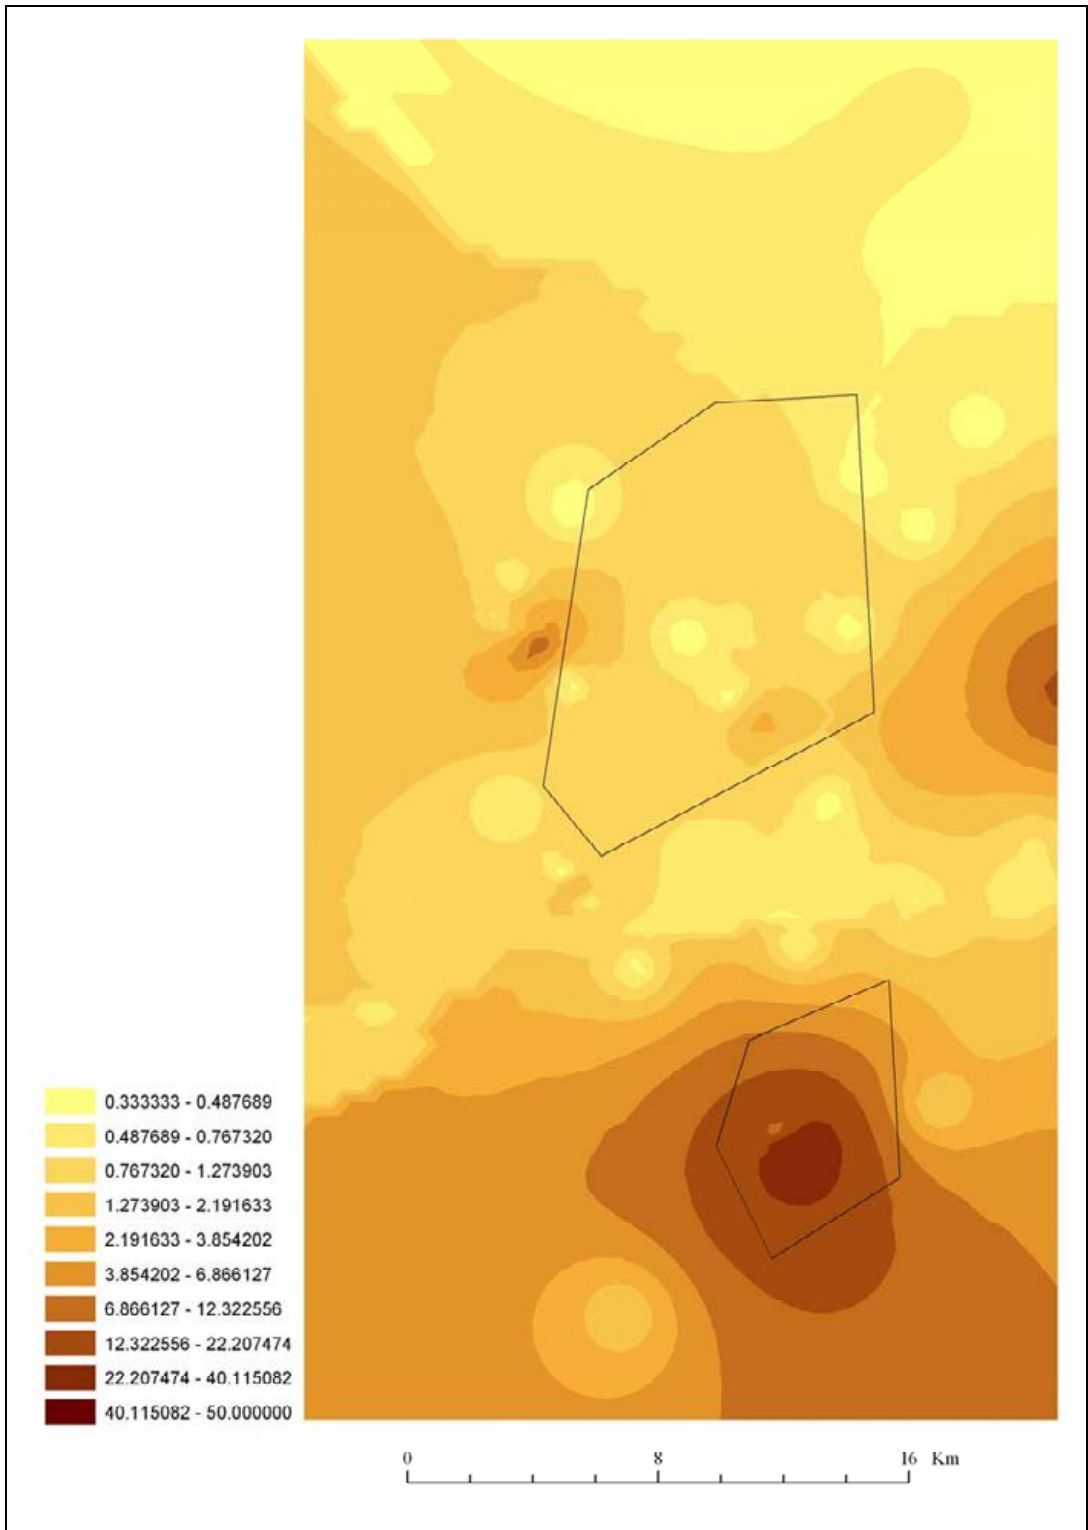 0.333333 - 0.487689
0.487689 - 0.767320
0.767320 - 1.273903
1.273903 - 2.191633
2.191633 - 3.854202
3.854202 - 6.866127
6.866127 - 12.322556
12.322556 - 22.207474
22.207474 - 40.115082
40.115082 - 50.000000
0 8 16 Km